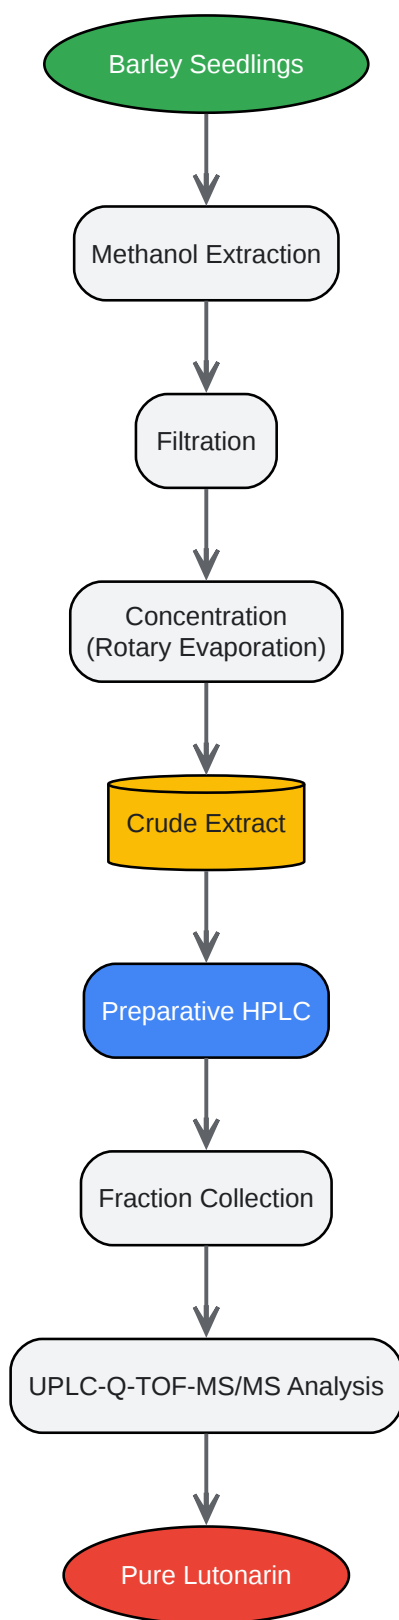 Barley Seedlings
Methanol Extraction
Filtration
Concentration
(Rotary Evaporation)
Crude Extract
Preparative HPLC
Fraction Collection
UPLC-Q-TOF-MS/MS Analysis
Pure Lutonarin